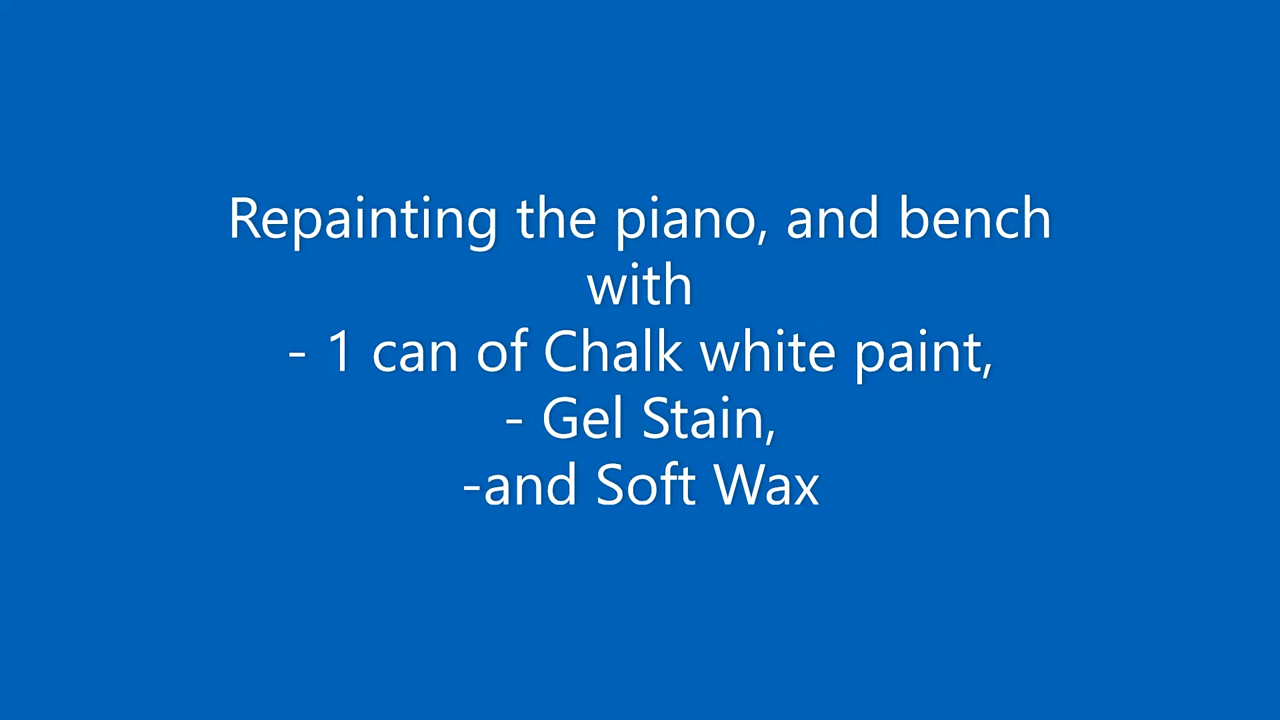 Repainting the piano, and bench
with
- 1 can of Chalk white paint,
- Gel Stain,
-and Soft Wax